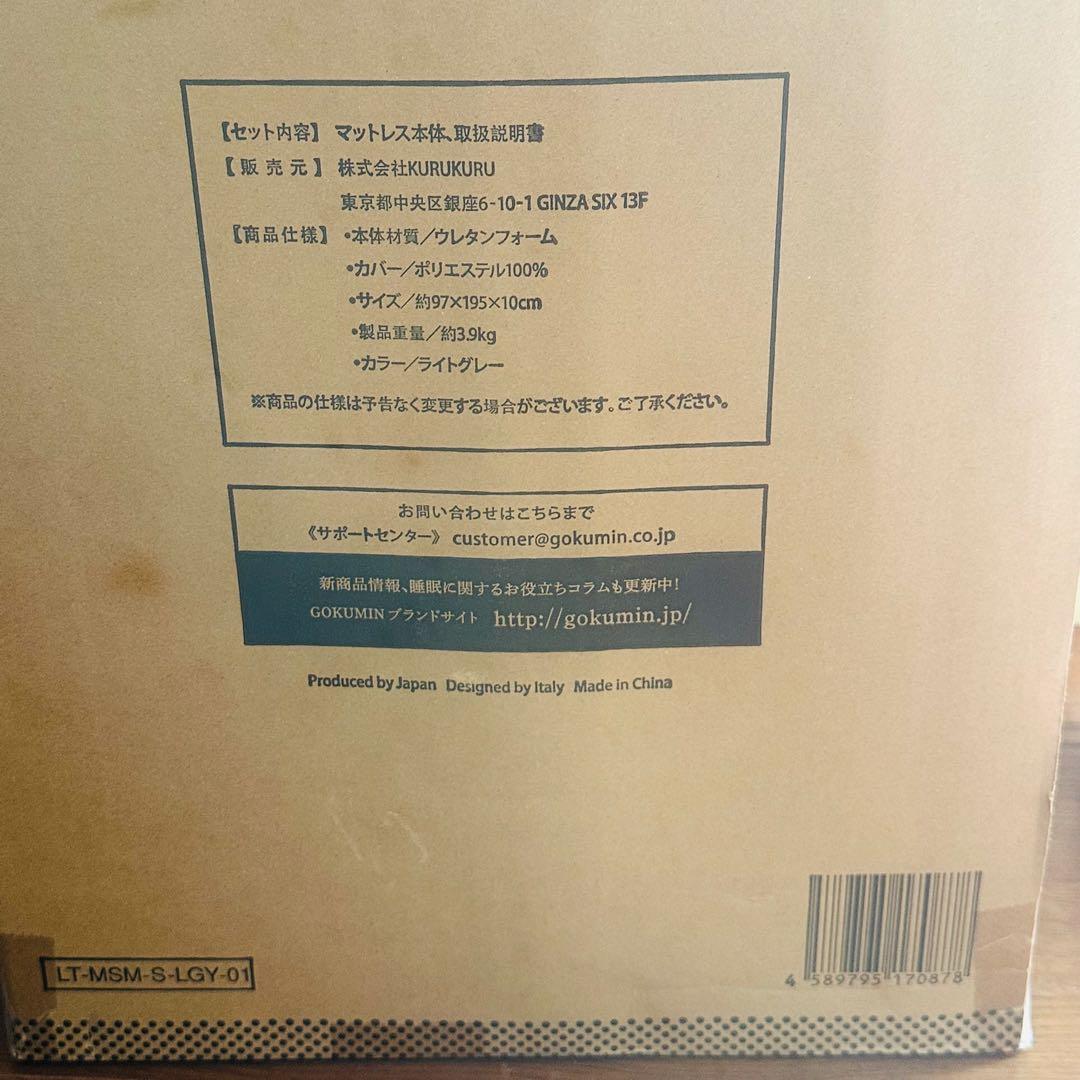 【セット内容】 マットレス本体、取扱説明書
【販売元】 株式会社KURUKURU
東京都中央区銀座6-10-1 GINZA SIX 13F
【商品仕様】 •本体材質／ウレタンフォーム
•カバー／ポリエステル100%
•サイズ／約97×195×10cm
•製品重量／約3.9kg
•カラー／ライトグレー
※商品の仕様は予告なく変更する場合がございます。ご了承ください。
お問い合わせはこちらまで
《サポートセンター》 customer@gokumin.co.jp
新商品情報、睡眠に関するお役立ちコラムも更新中！
GOKUMIN ブランドサイト http://gokumin.jp/
Produced by Japan Designed by Italy Made in China
LT-MSM-S-LGY-01
4 589795 170878